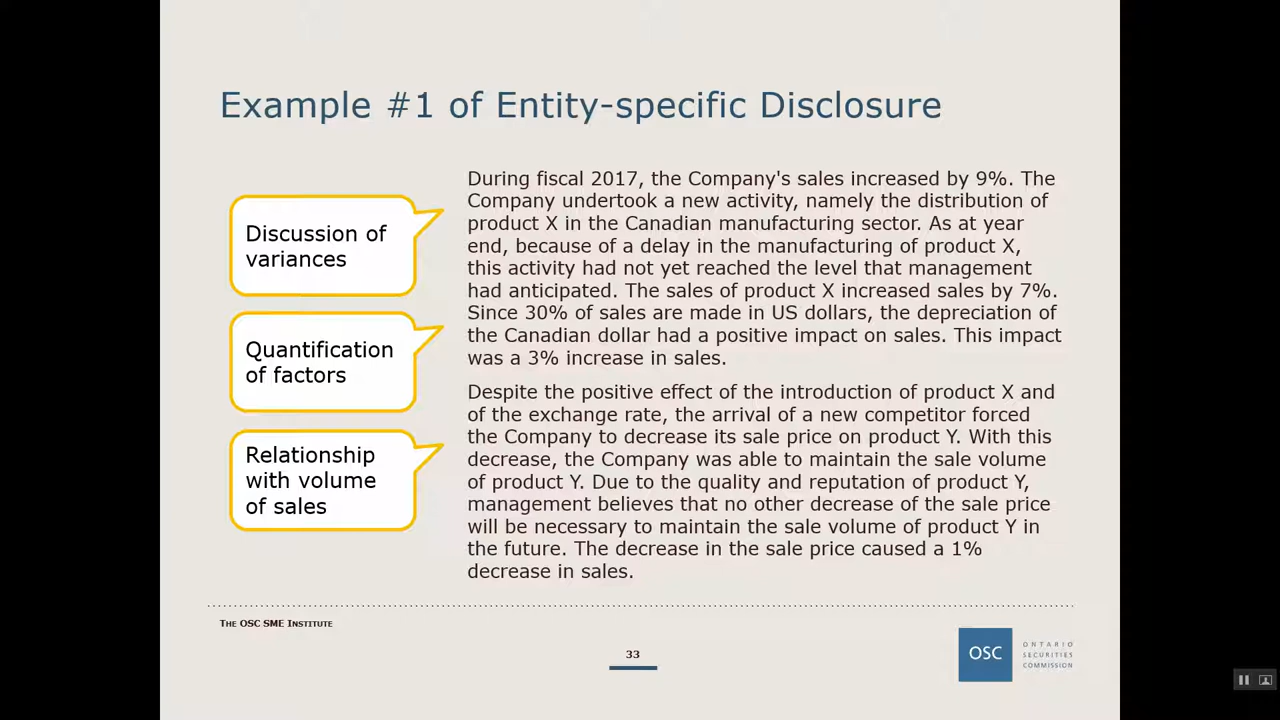 Example #1 of Entity-specific Disclosure
Discussion of
variances
Quantification
of factors
Relationship
with volume
of sales
During fiscal 2017, the Company's sales increased by 9%. The
Company undertook a new activity, namely the distribution of
product X in the Canadian manufacturing sector. As at year
end, because of a delay in the manufacturing of product X,
this activity had not yet reached the level that management
had anticipated. The sales of product X increased sales by 7%.
Since 30% of sales are made in US dollars, the depreciation of
the Canadian dollar had a positive impact on sales. This impact
was a 3% increase in sales.
Despite the positive effect of the introduction of product X and
of the exchange rate, the arrival of a new competitor forced
the Company to decrease its sale price on product Y. With this
decrease, the Company was able to maintain the sale volume
of product Y. Due to the quality and reputation of product Y,
management believes that no other decrease of the sale price
will be necessary to maintain the sale volume of product Y in
the future. The decrease in the sale price caused a 1%
decrease in sales.
THE OSC SME INSTITUTE
33
OSC
ONTARIO
SECURITIES
COMMISSION